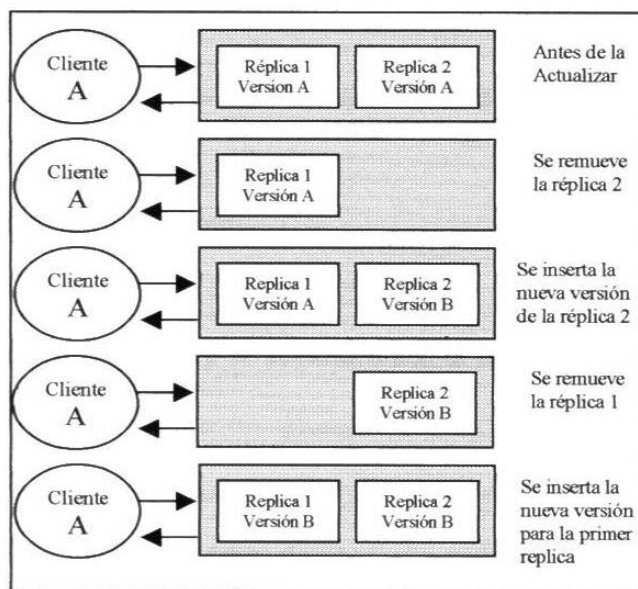 Cliente
A
Réplica 1
Version A
Replica 2
Versión A
Antes de la
Actualizar
Cliente
A
Replica 1
Versión A
Se remueve
la réplica 2
Cliente
A
Replica 1
Versión A
Replica 2
Versión B
Se inserta la
nueva versión
de la réplica 2
Cliente
A
Replica 2
Versión B
Se remueve
la réplica 1
Cliente
A
Replica 1
Versión B
Replica 2
Versión B
Se inserta la
nueva versión
para la primer
replica